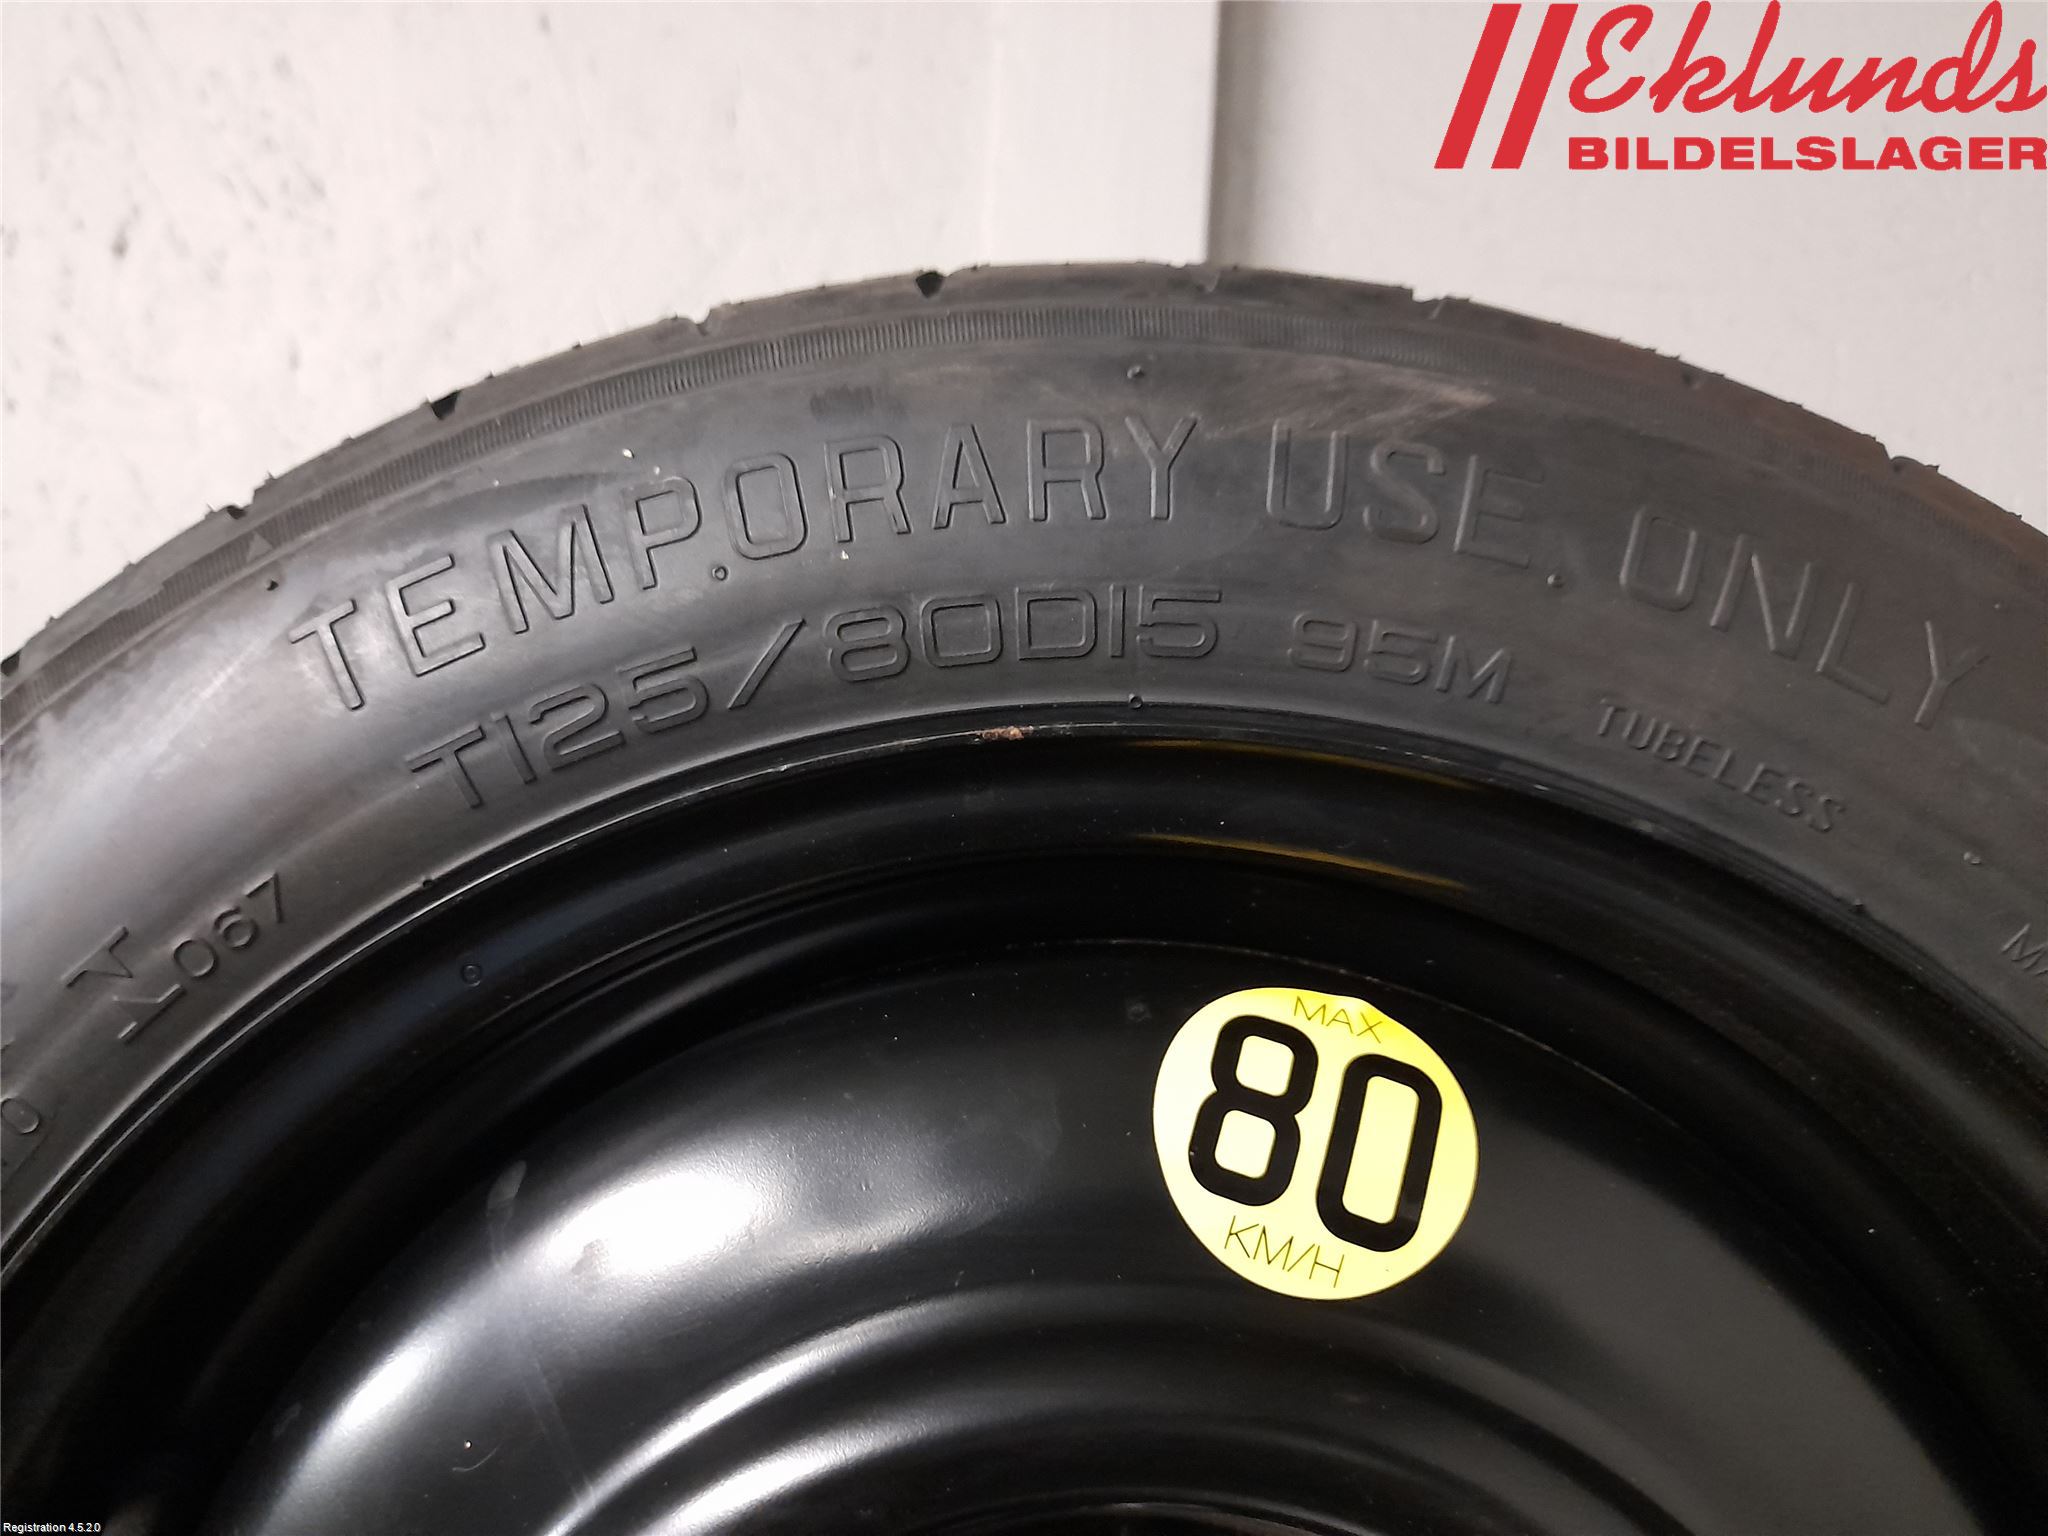 Eklunds
BILDELSLAGER
TEMPORARY USE ONLY
T125/80D15 95M TUBELESS
067
MAX
80
KM/H
Registration 4.5.2.0